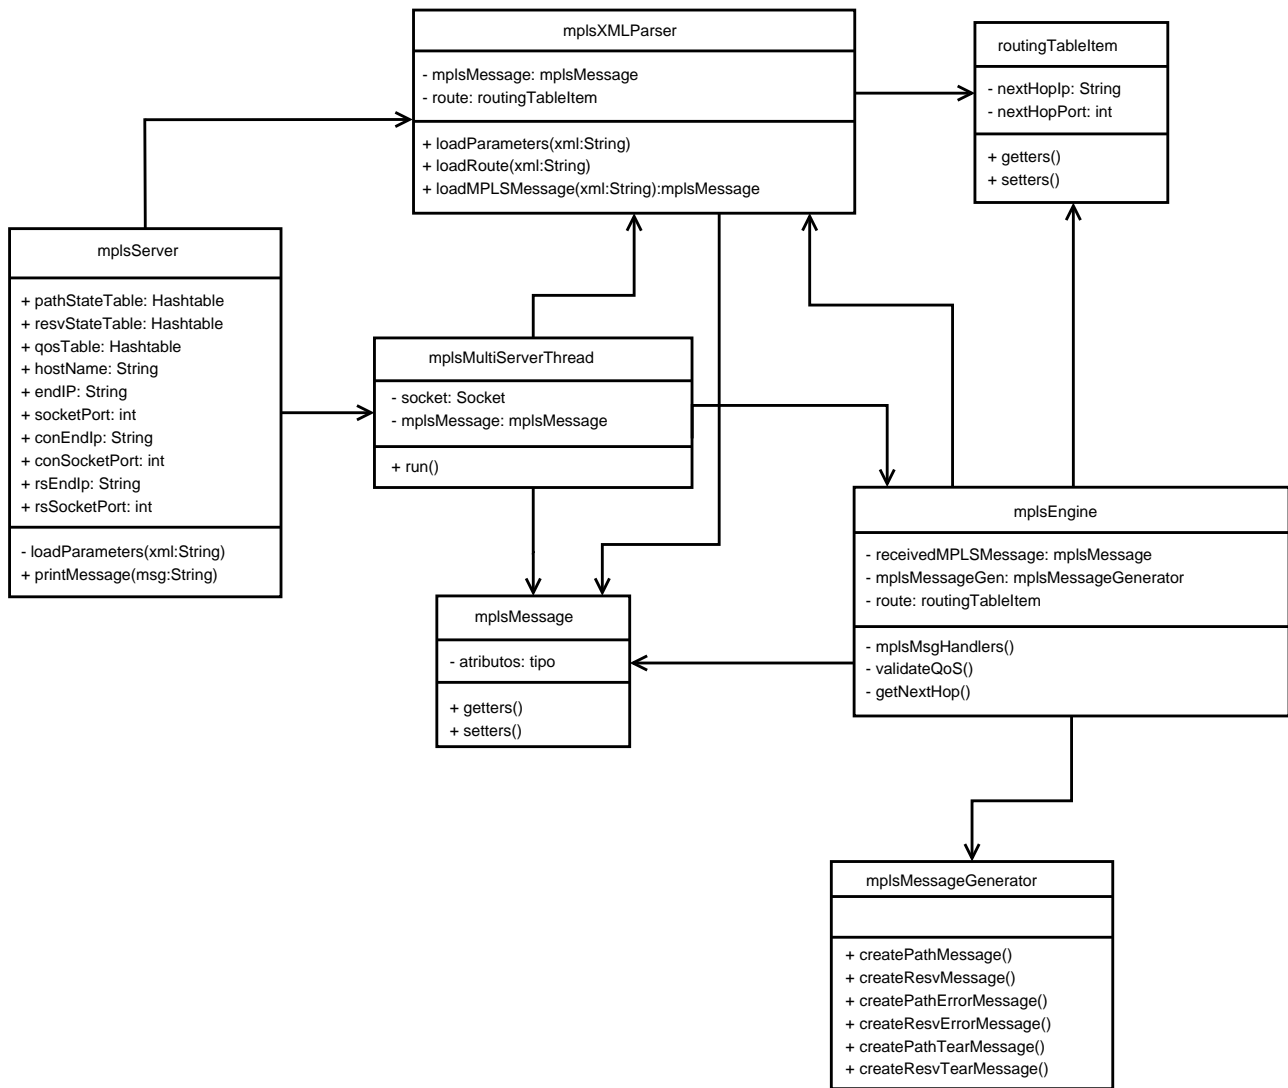 mplsXMLParser
- mplsMessage: mplsMessage
- route: routingTableItem
+ loadParameters(xml:String)
+ loadRoute(xml:String)
+ loadMPLSMessage(xml:String):mplsMessage
routingTableItem
- nextHopIp: String
- nextHopPort: int
+ getters()
+ setters()
mplsServer
+ pathStateTable: Hashtable
+ resvStateTable: Hashtable
+ qosTable: Hashtable
+ hostName: String
+ endIP: String
+ socketPort: int
+ conEndIp: String
+ conSocketPort: int
+ rsEndIp: String
+ rsSocketPort: int
- loadParameters(xml:String)
+ printMessage(msg:String)
mplsMultiServerThread
- socket: Socket
- mplsMessage: mplsMessage
+ run()
mplsEngine
- receivedMPLSMessage: mplsMessage
- mplsMessageGen: mplsMessageGenerator
- route: routingTableItem
- mplsMsgHandlers()
- validateQoS()
- getNextHop()
mplsMessage
- atributos: tipo
+ getters()
+ setters()
mplsMessageGenerator
+ createPathMessage()
+ createResvMessage()
+ createPathErrorMessage()
+ createResvErrorMessage()
+ createPathTearMessage()
+ createResvTearMessage()